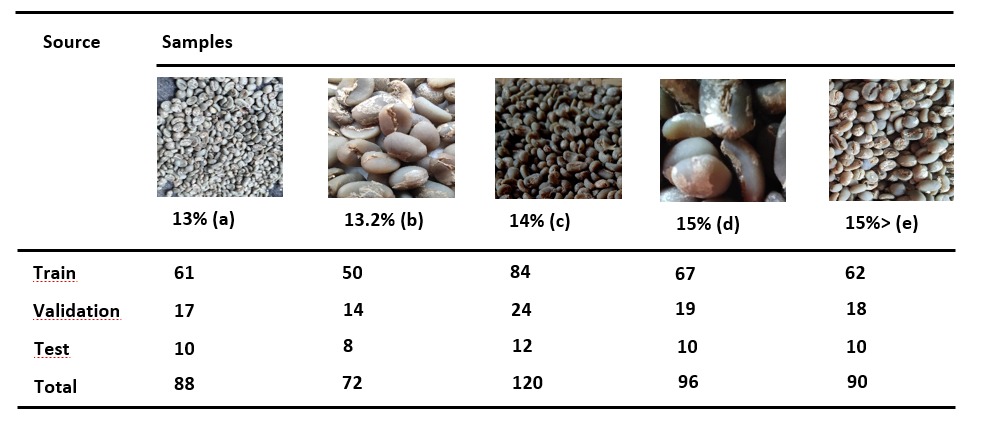 Source Samples
13% (a) 13.2% (b) 14% (c) 15% (d) 15%> (e)
Train 61 50 84 67 62
Validation 17 14 24 19 18
Test 10 8 12 10 10
Total 88 72 120 96 90